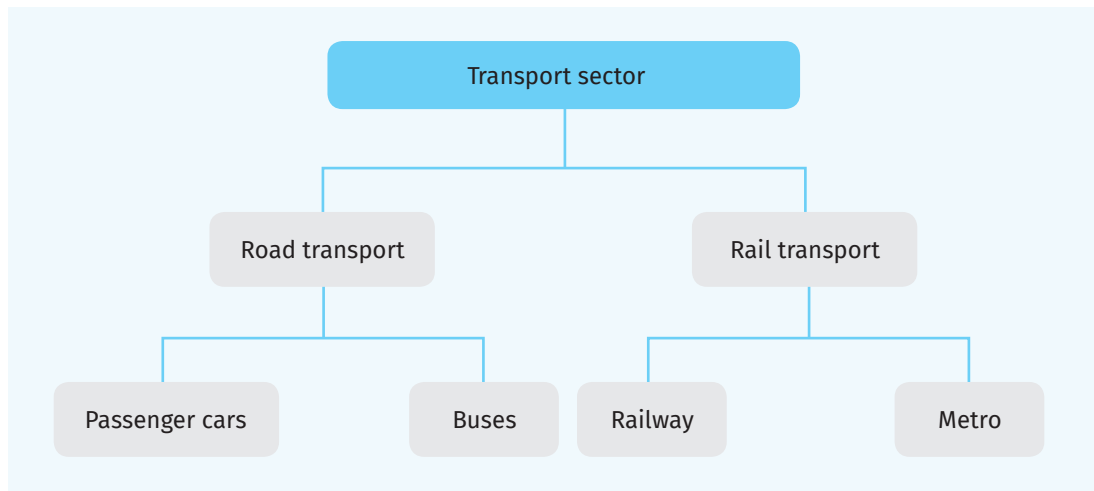 Transport sector
Road transport
Rail transport
Passenger cars
Buses
Railway
Metro